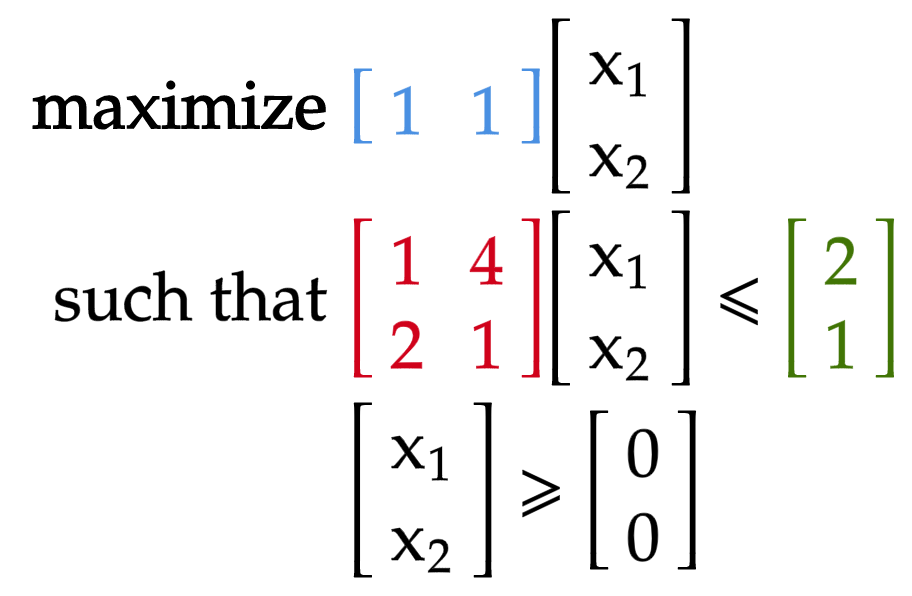 maximize [ 1 1 ] [ x₁ x₂ ]
such that [ 1 4 2 1 ] [ x₁ x₂ ] ⩽ [ 2 1 ]
[ x₁ x₂ ] ⩾ [ 0 0 ]